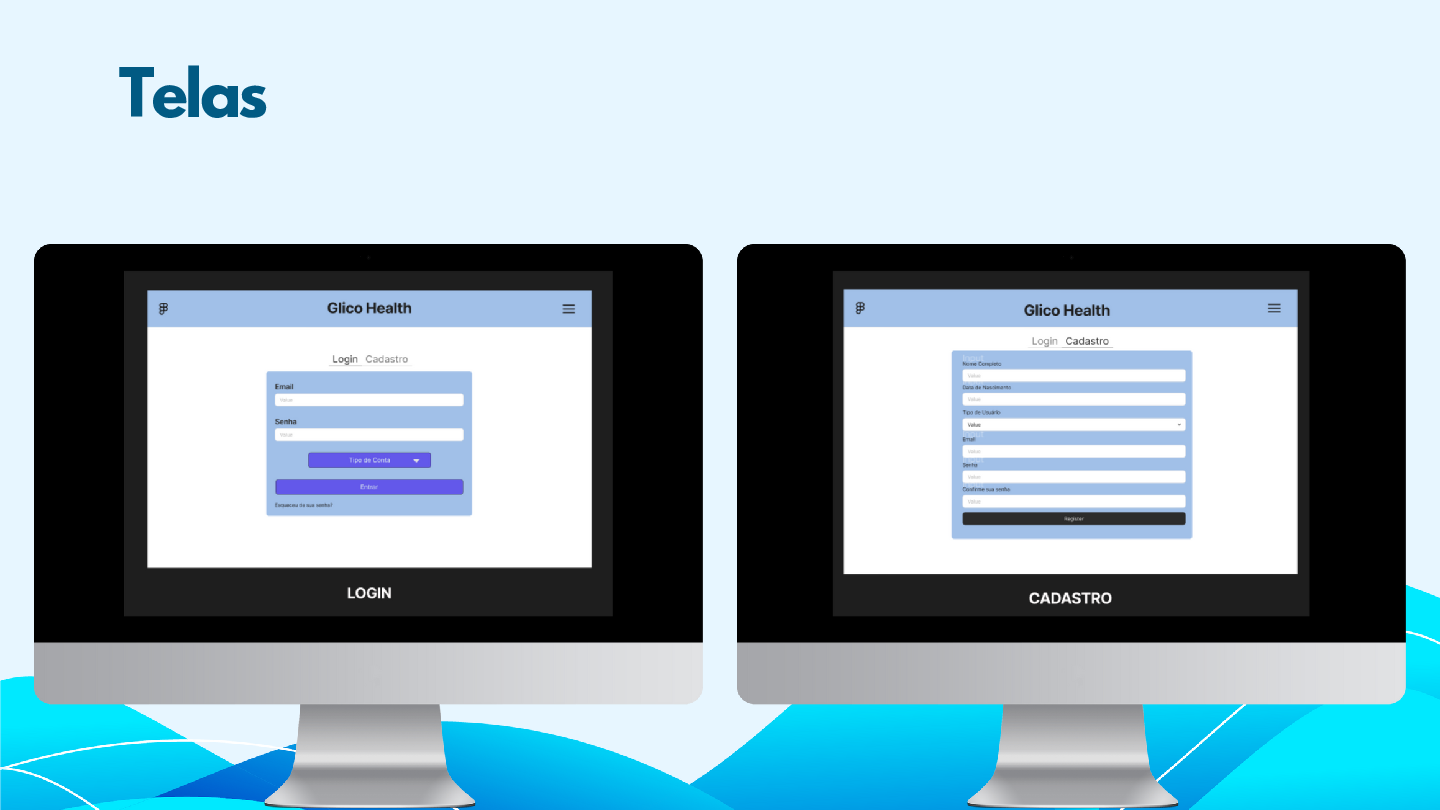 Telas
Glico Health
Login Cadastro
Email
Value
Senha
Value
Tipo de Conta
Entrar
Esqueceu da sua senha?
LOGIN
Glico Health
Login Cadastro
Nome Completo
Value
Data de Nascimento
Value
Tipo de Usuário
Value
Email
Value
Senha
Value
Confirme sua senha
Value
Register
CADASTRO